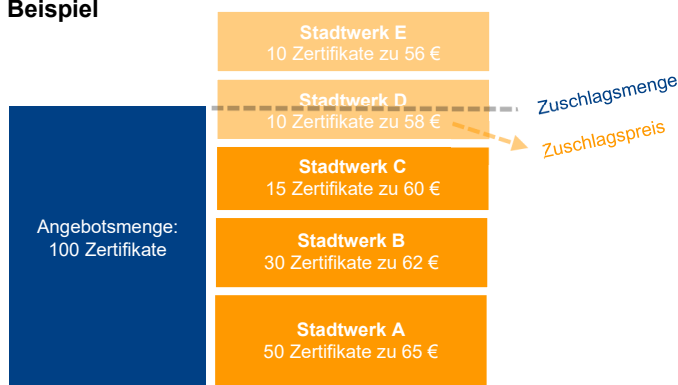 Beispiel
Stadtwerk E
10 Zertifikate zu 56 €
Stadtwerk D
10 Zertifikate zu 58 €
Zuschlagsmenge
Zuschlagspreis
Stadtwerk C
15 Zertifikate zu 60 €
Angebotsmenge:
100 Zertifikate
Stadtwerk B
30 Zertifikate zu 62 €
Stadtwerk A
50 Zertifikate zu 65 €